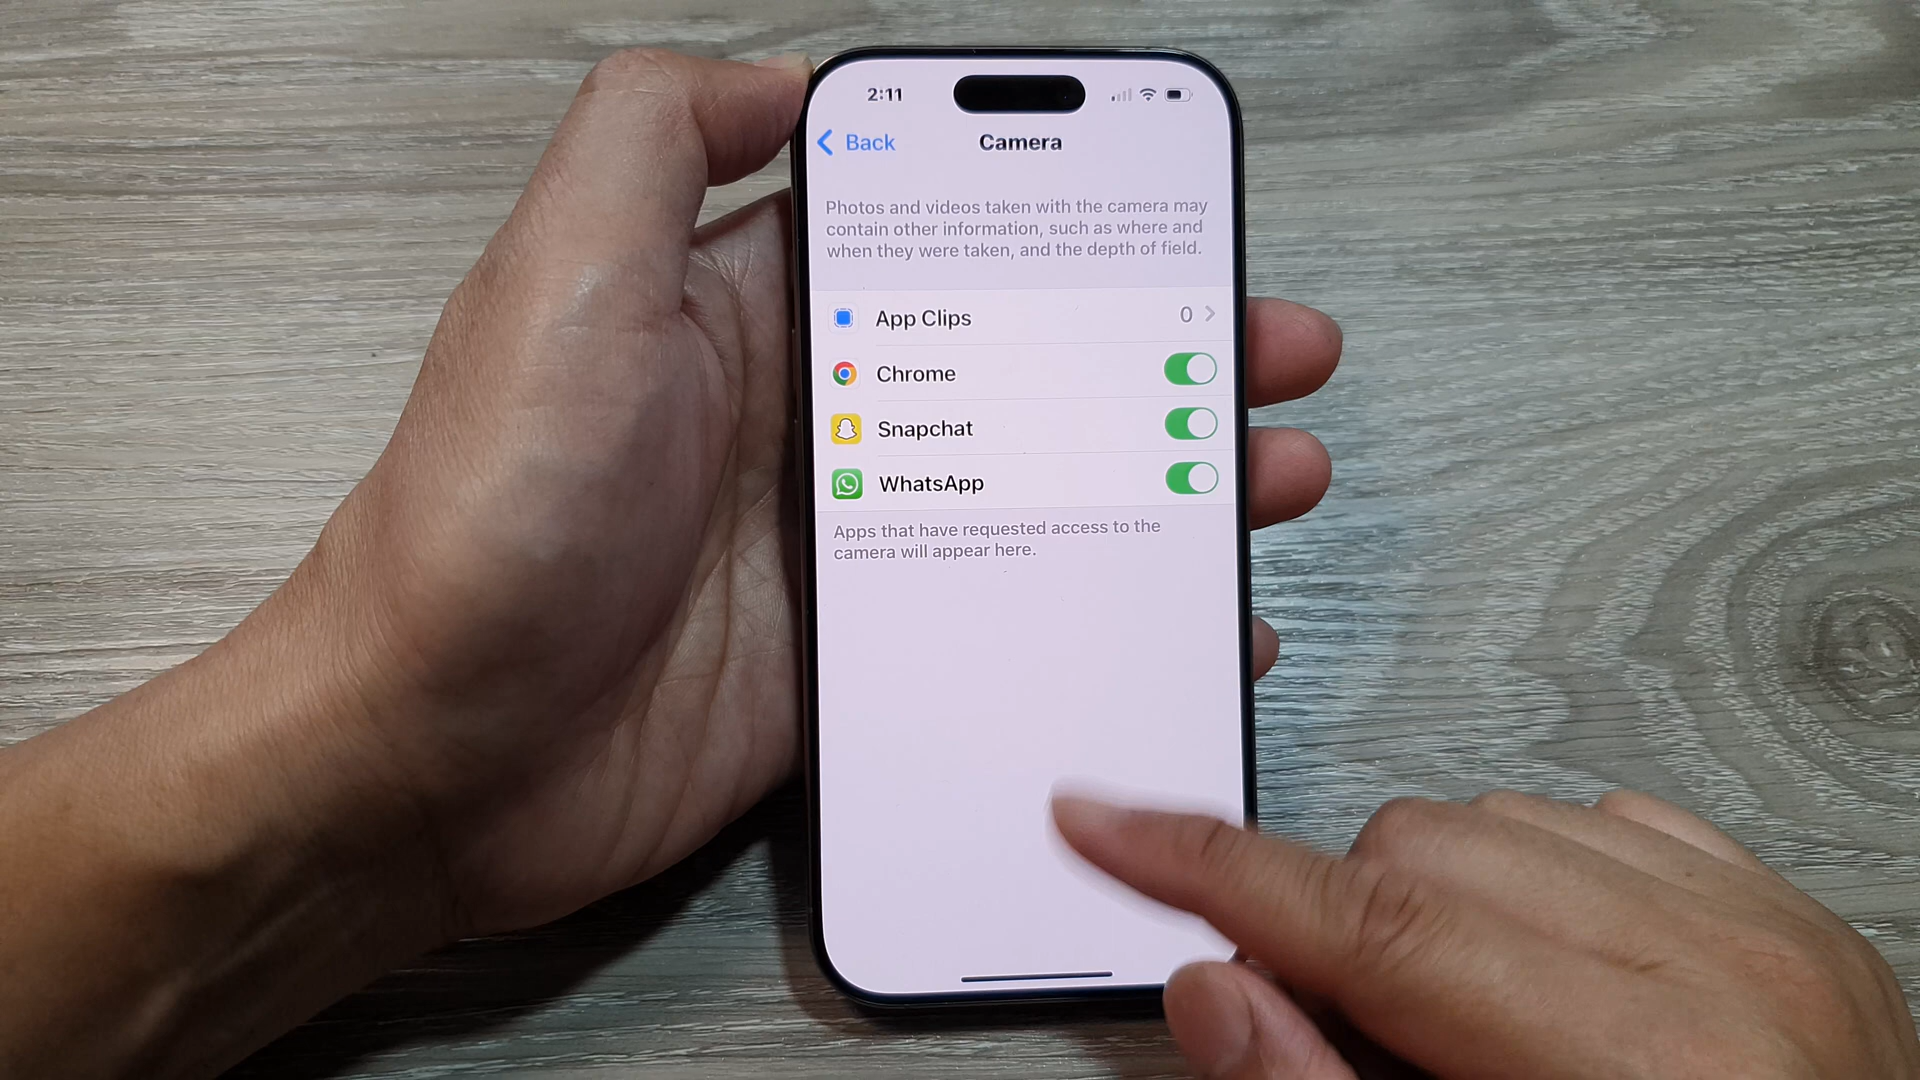 2:11
Back
Camera
Photos and videos taken with the camera may
contain other information, such as where and
when they were taken, and the depth of field.
App Clips 0
Chrome
Snapchat
WhatsApp
Apps that have requested access to the
camera will appear here.